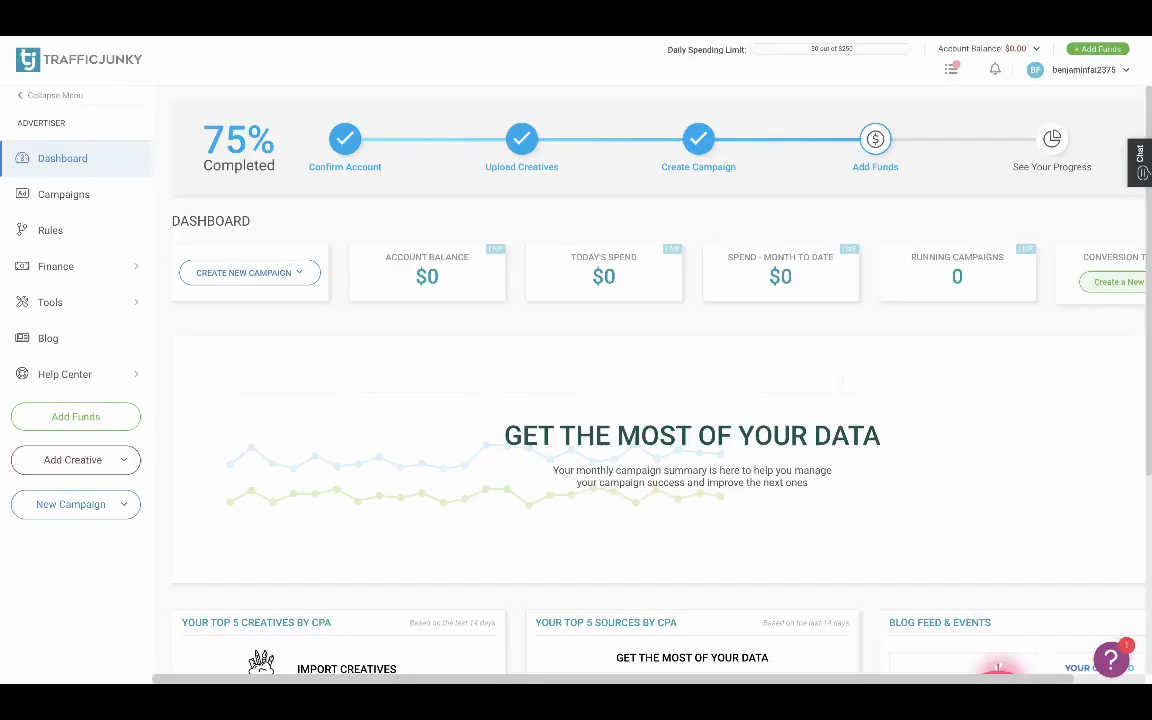 tj TRAFFICJUNKY
Daily Spending Limit:
$0 out of $250
Account Balance: $0.00
+ Add Funds
BF
benjaminfai2375
Collapse Menu
ADVERTISER
Dashboard
Ad
Campaigns
Rules
Finance
Tools
Blog
Help Center
Add Funds
Add Creative
New Campaign
75%
Completed
Confirm Account
Upload Creatives
Create Campaign
$
Add Funds
See Your Progress
Chat
DASHBOARD
CREATE NEW CAMPAIGN
LIVE
ACCOUNT BALANCE
$0
LIVE
TODAY'S SPEND
$0
LIVE
SPEND - MONTH TO DATE
$0
LIVE
RUNNING CAMPAIGNS
0
CONVERSION T
Create a New
GET THE MOST OF YOUR DATA
Your monthly campaign summary is here to help you manage
your campaign success and improve the next ones
YOUR TOP 5 CREATIVES BY CPA
Based on the last 14 days
IMPORT CREATIVES
YOUR TOP 5 SOURCES BY CPA
Based on the last 14 days
GET THE MOST OF YOUR DATA
BLOG FEED & EVENTS
YOUR
?
1